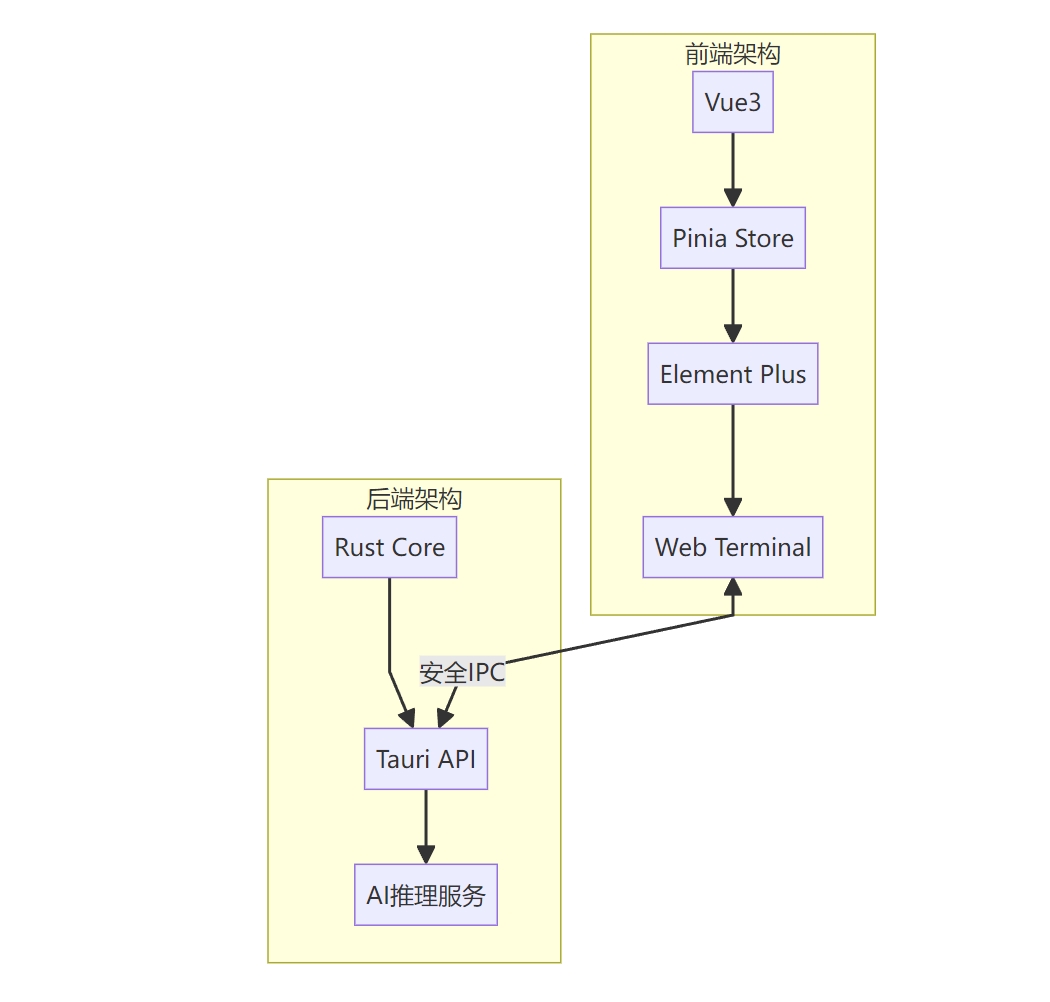 前端架构
Vue3
Pinia Store
Element Plus
Web Terminal
后端架构
Rust Core
安全IPC
Tauri API
AI推理服务